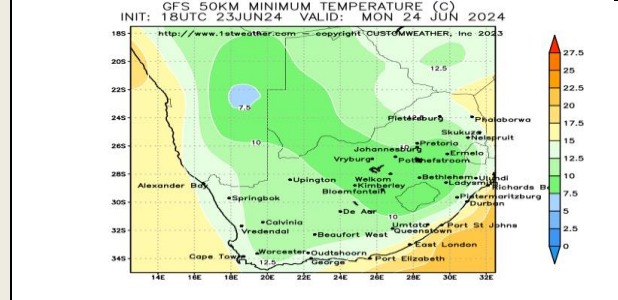 GFS 50KM MINIMUM TEMPERATURE (C)
INIT: 18UTC 23JUN24 VALID: MON 24 JUN 2024
18S http://www.1stweather.com – copyright CUSTOMWEATHER, Inc 2023
27.5
20S 12.5 25
22.5
22S
7.5 20
24S Pietersburg Phalaborwa 17.5
Skukuza
26S 10 Pretoria Nelspruit 15
Johannesburg Ermelo 12.5
Vryburg Potchefstroom
28S Welkom Bethlehem Ulundi 10
Alexander Bay Upington Kimberley Ladysmith Richards B
Bloemfontein 7.5
30S Springbok Pietermaritzburg
De Aar Durban 5
10
32S Calvinia Umtata Port St Johns 2.5
Vredendal Queenstown
Beaufort West 0
34S Worcester Oudtshoorn East London
Cape Town 12.5 George Port Elizabeth
14E 16E 18E 20E 22E 24E 26E 28E 30E 32E